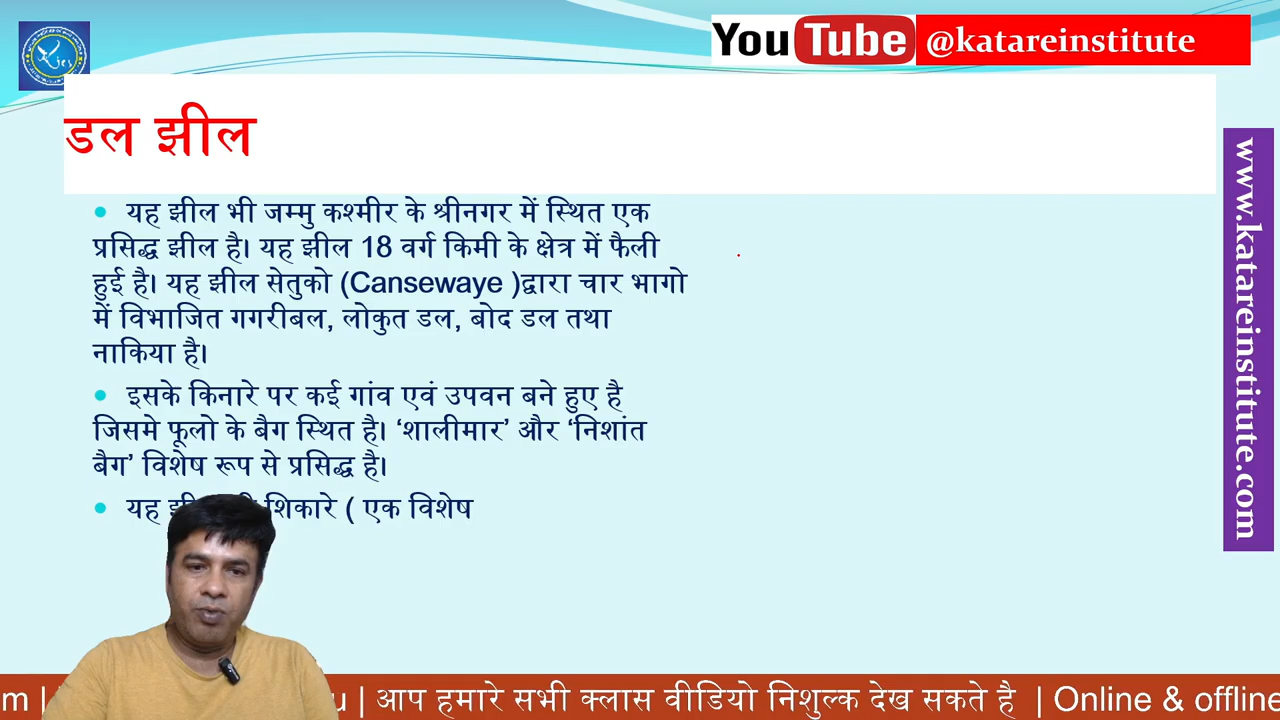 YouTube @katareinstitute
डल झील
www.katareinstitute.com
• यह झील भी जम्मु कश्मीर के श्रीनगर में स्थित एक
प्रसिद्ध झील है। यह झील 18 वर्ग किमी के क्षेत्र में फैली
हुई है। यह झील सेतुको (Cansewaye )द्वारा चार भागो
में विभाजित गगरीबल, लोकुत डल, बोद डल तथा
नाकिया है।
• इसके किनारे पर कई गांव एवं उपवन बने हुए है
जिसमे फूलो के बैग स्थित है। ‘शालीमार’ और ‘निशांत
बैग’ विशेष रूप से प्रसिद्ध है।
• यह शिकारे ( एक विशेष
m | | आप हमारे सभी क्लास वीडियो निशुल्क देख सकते है | Online & offline